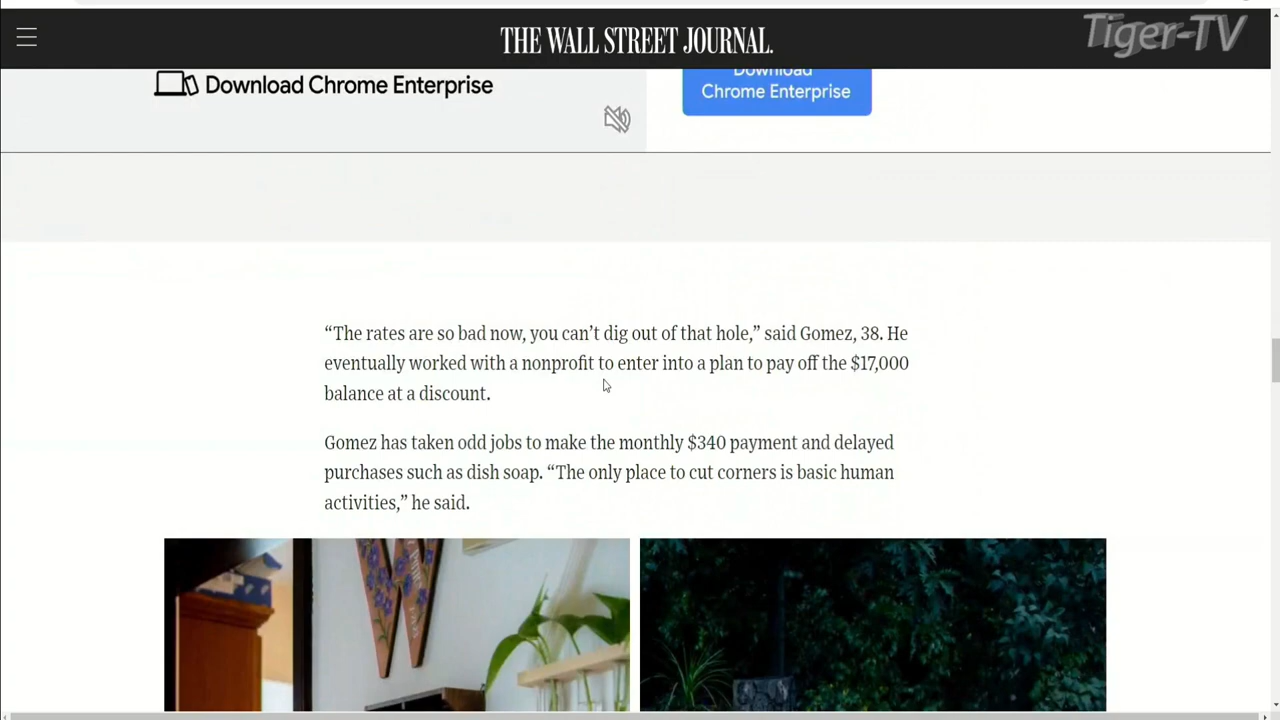 THE WALL STREET JOURNAL.
Tiger-TV
Download Chrome Enterprise
Download
Chrome Enterprise
“The rates are so bad now, you can’t dig out of that hole,” said Gomez, 38. He
eventually worked with a nonprofit to enter into a plan to pay off the $17,000
balance at a discount.
Gomez has taken odd jobs to make the monthly $340 payment and delayed
purchases such as dish soap. “The only place to cut corners is basic human
activities,” he said.
W